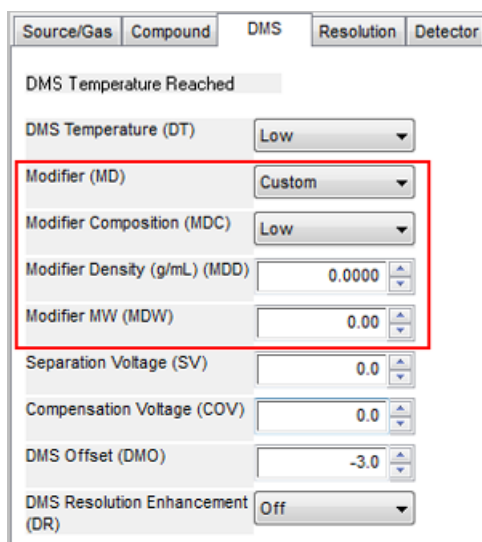 Source/Gas Compound DMS Resolution Detector
DMS Temperature Reached
DMS Temperature (DT) Low
Modifier (MD) Custom
Modifier Composition (MDC) Low
Modifier Density (g/mL) (MDD) 0.0000
Modifier MW (MDW) 0.00
Separation Voltage (SV) 0.0
Compensation Voltage (COV) 0.0
DMS Offset (DMO) -3.0
DMS Resolution Enhancement
(DR) Off